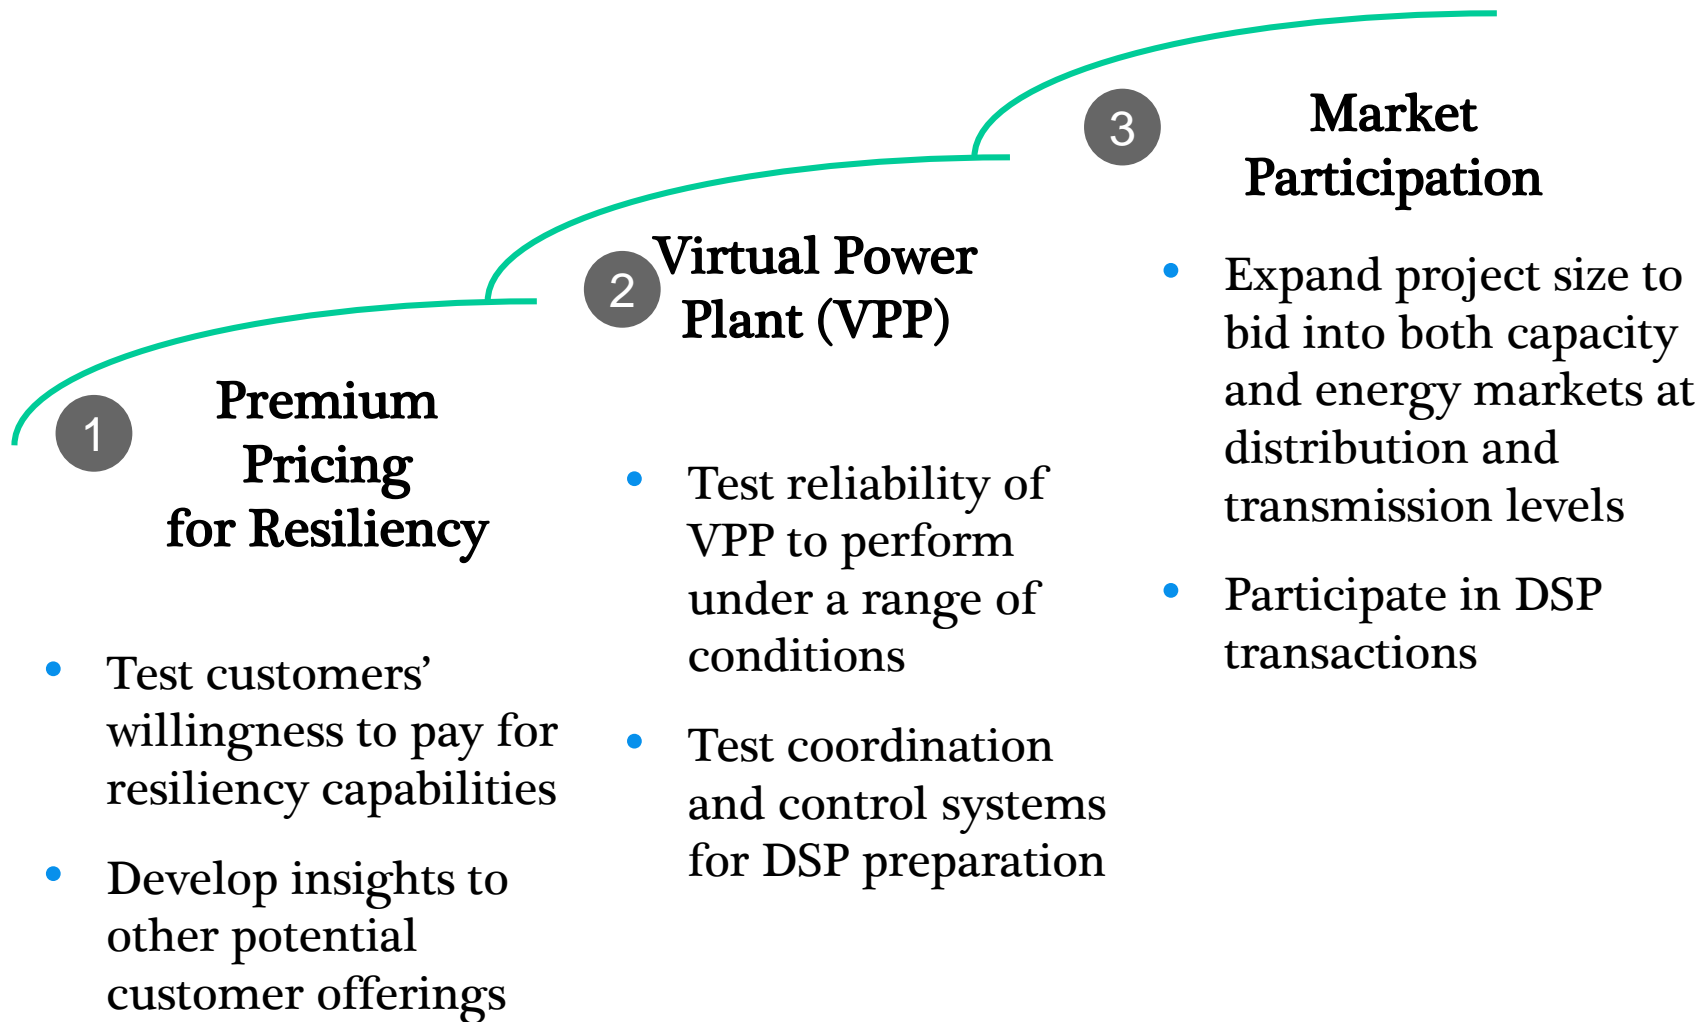 1
Premium
Pricing
for Resiliency
• Test customers’
willingness to pay for
resiliency capabilities
• Develop insights to
other potential
customer offerings
2
Virtual Power
Plant (VPP)
• Test reliability of
VPP to perform
under a range of
conditions
• Test coordination
and control systems
for DSP preparation
3
Market
Participation
• Expand project size to
bid into both capacity
and energy markets at
distribution and
transmission levels
• Participate in DSP
transactions